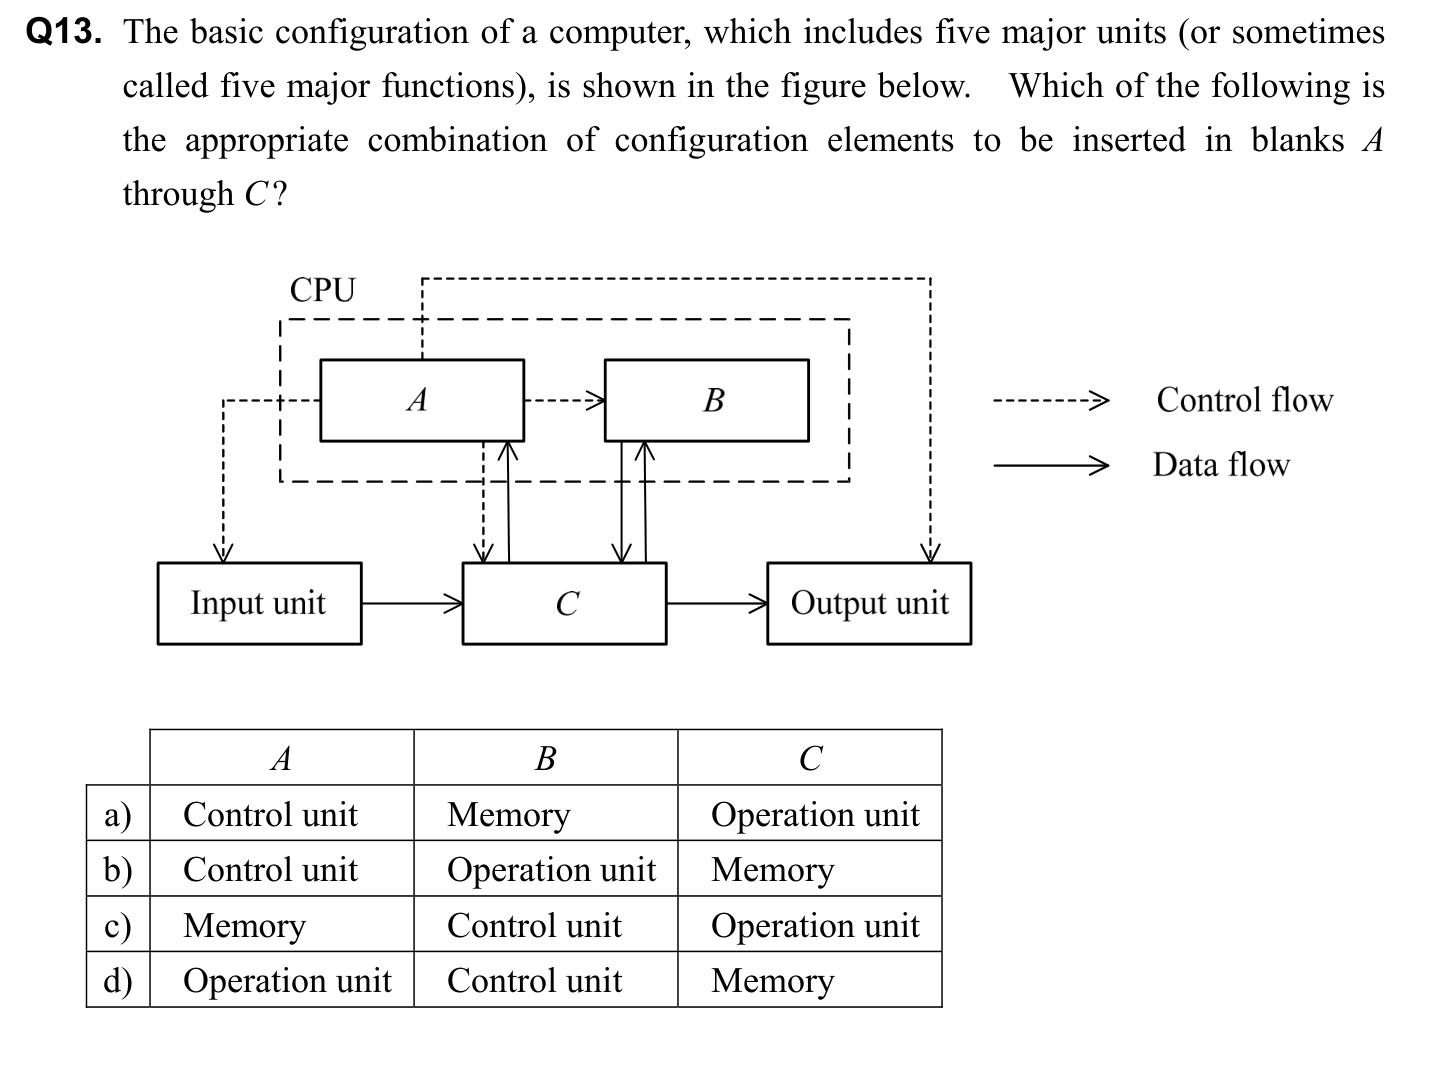 Q13. The basic configuration of a computer, which includes five major units (or sometimes
called five major functions), is shown in the figure below. Which of the following is
the appropriate combination of configuration elements to be inserted in blanks A
through C?
CPU
A
B
Control flow
Data flow
Input unit
C
Output unit
A B C
a) Control unit Memory Operation unit
b) Control unit Operation unit Memory
c) Memory Control unit Operation unit
d) Operation unit Control unit Memory